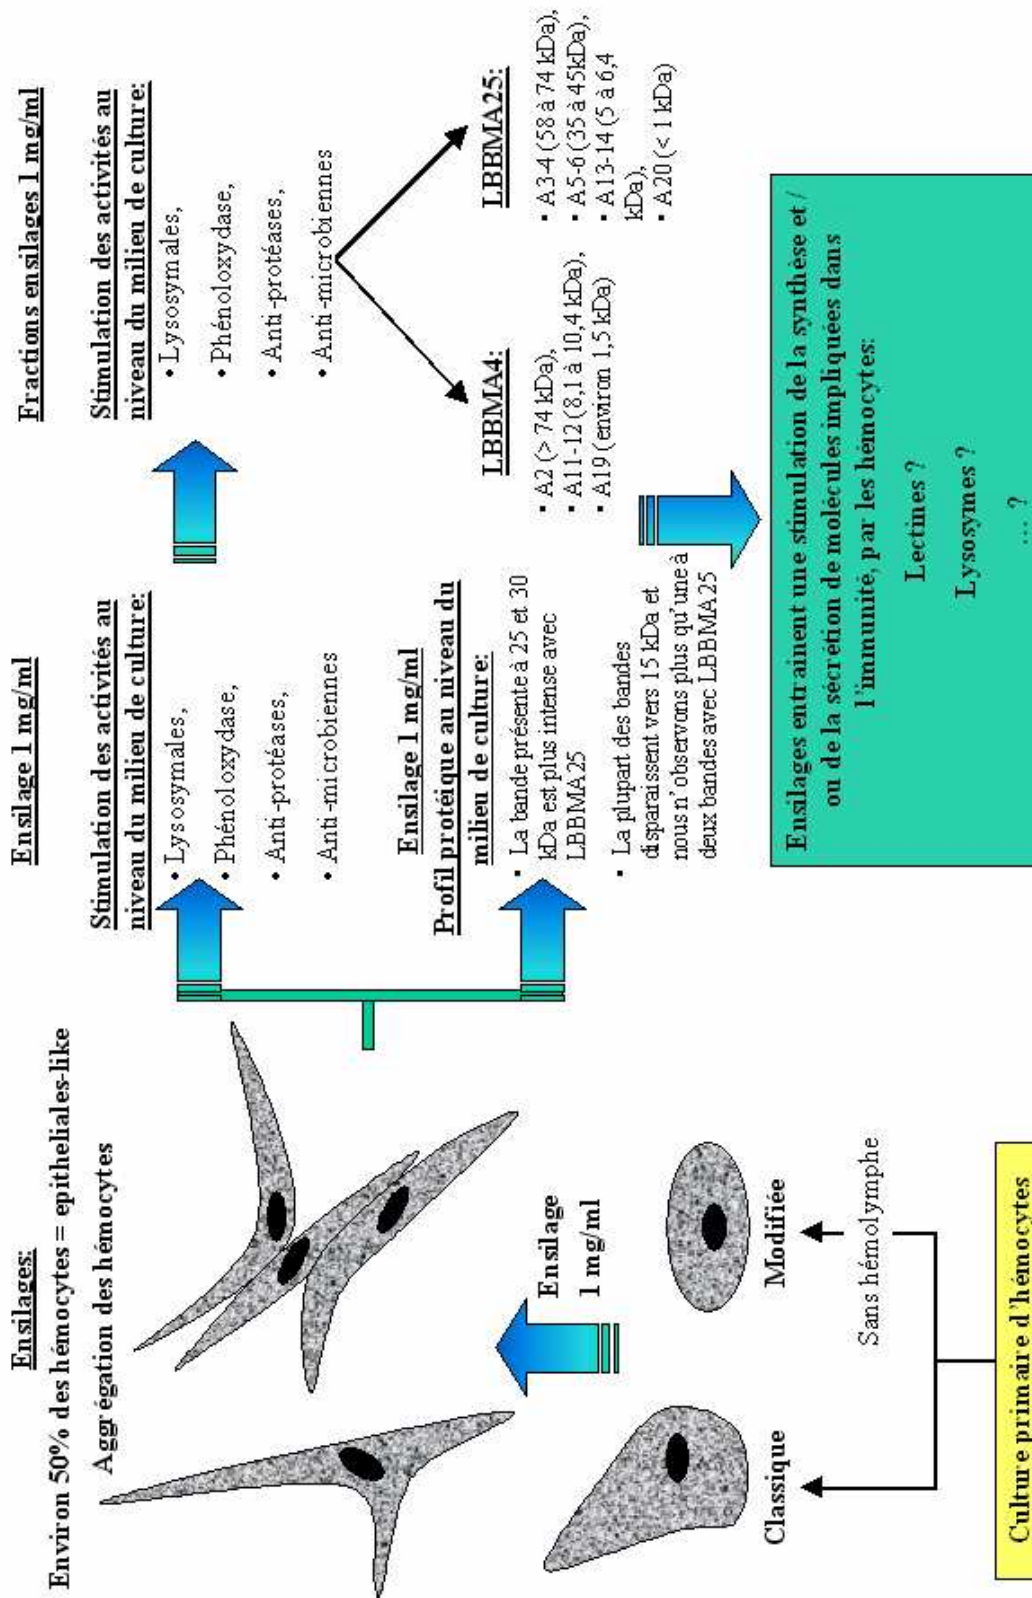 Ensilages:
Environ 50% des hémocytes = epitheliales-like
Aggrégation des hémocytes
Ensilage
1 mg/ml
Classique
Modifiée
Sans hémolymphe
Culture primaire d'hémocytes
Ensilage 1 mg/ml
Stimulation des activités au
niveau du milieu de culture:
• Lysosymales,
• Phénoloxydase,
• Anti-protéases,
• Anti-microbiennes
Ensilage 1 mg/ml
Profil protéique au niveau du
milieu de culture:
• La bande présente à 25 et 30
kDa est plus intense avec
LBBMA25
• La plupart des bandes
disparaissent vers 15 kDa et
nous n'observons plus qu'une à
deux bandes avec LBBMA25
Fractions ensilages 1 mg/ml
Stimulation des activités au
niveau du milieu de culture:
• Lysosymales,
• Phénoloxydase,
• Anti-protéases,
• Anti-microbiennes
LBBMA4:
• A2 (> 74 kDa),
• A11-12 (8,1 à 10,4 kDa),
• A19 (environ 1,5 kDa)
LBBMA25:
• A3-4 (58 à 74 kDa),
• A5-6 (35 à 45kDa),
• A13-14 (5 à 6,4
kDa),
• A20 (< 1 kDa)
Ensilages entrainent une stimulation de la synthèse et /
ou de la sécrétion de molécules impliquées dans
l'immunité, par les hémocytes:
Lectines ?
Lysosymes ?
... ?